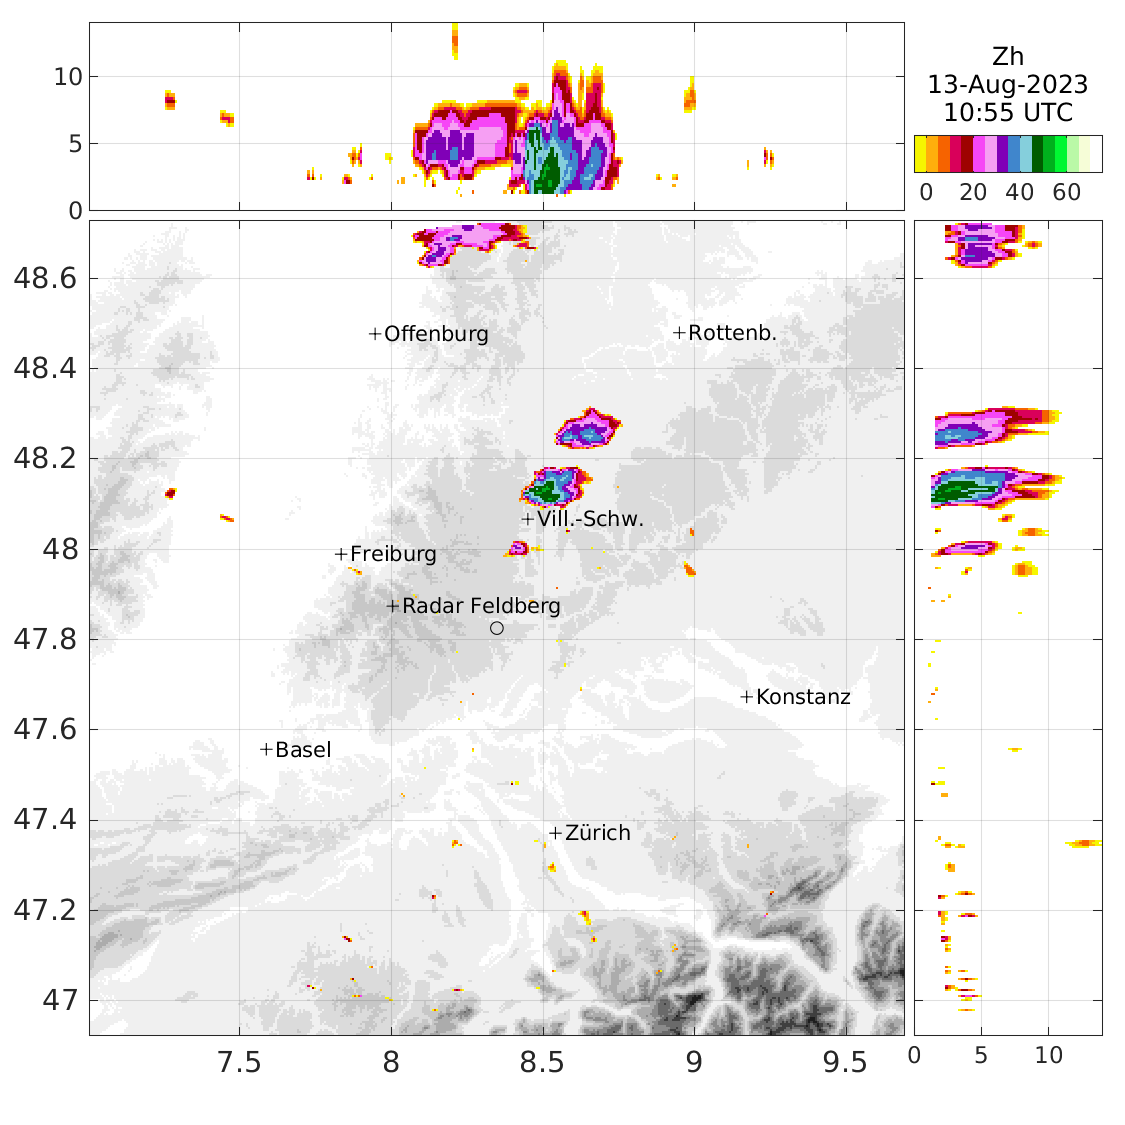 10
5
0
Zh
13-Aug-2023
10:55 UTC
0 20 40 60
48.6
48.4
48.2
48
47.8
47.6
47.4
47.2
47
Offenburg
Rottenb.
Vill.-Schw.
Freiburg
Radar Feldberg
Konstanz
Basel
Zürich
7.5 8 8.5 9 9.5
0 5 10